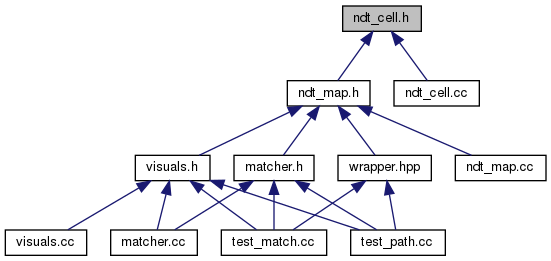 ndt_cell.h
ndt_map.h
ndt_cell.cc
visuals.h
matcher.h
wrapper.hpp
ndt_map.cc
visuals.cc
matcher.cc
test_match.cc
test_path.cc